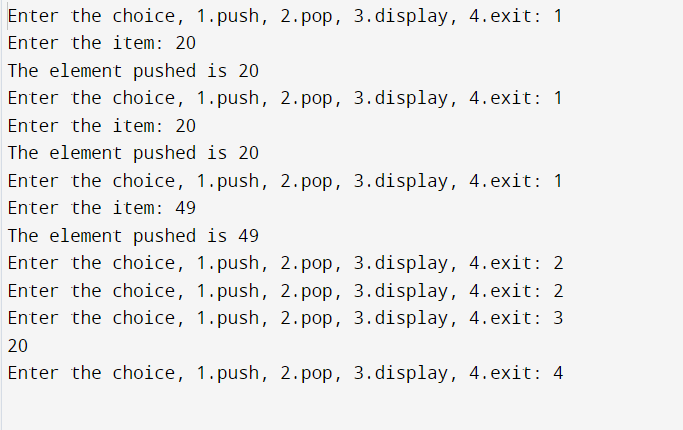 Enter the choice, 1.push, 2.pop, 3.display, 4.exit: 1
Enter the item: 20
The element pushed is 20
Enter the choice, 1.push, 2.pop, 3.display, 4.exit: 1
Enter the item: 20
The element pushed is 20
Enter the choice, 1.push, 2.pop, 3.display, 4.exit: 1
Enter the item: 49
The element pushed is 49
Enter the choice, 1.push, 2.pop, 3.display, 4.exit: 2
Enter the choice, 1.push, 2.pop, 3.display, 4.exit: 2
Enter the choice, 1.push, 2.pop, 3.display, 4.exit: 3
20
Enter the choice, 1.push, 2.pop, 3.display, 4.exit: 4